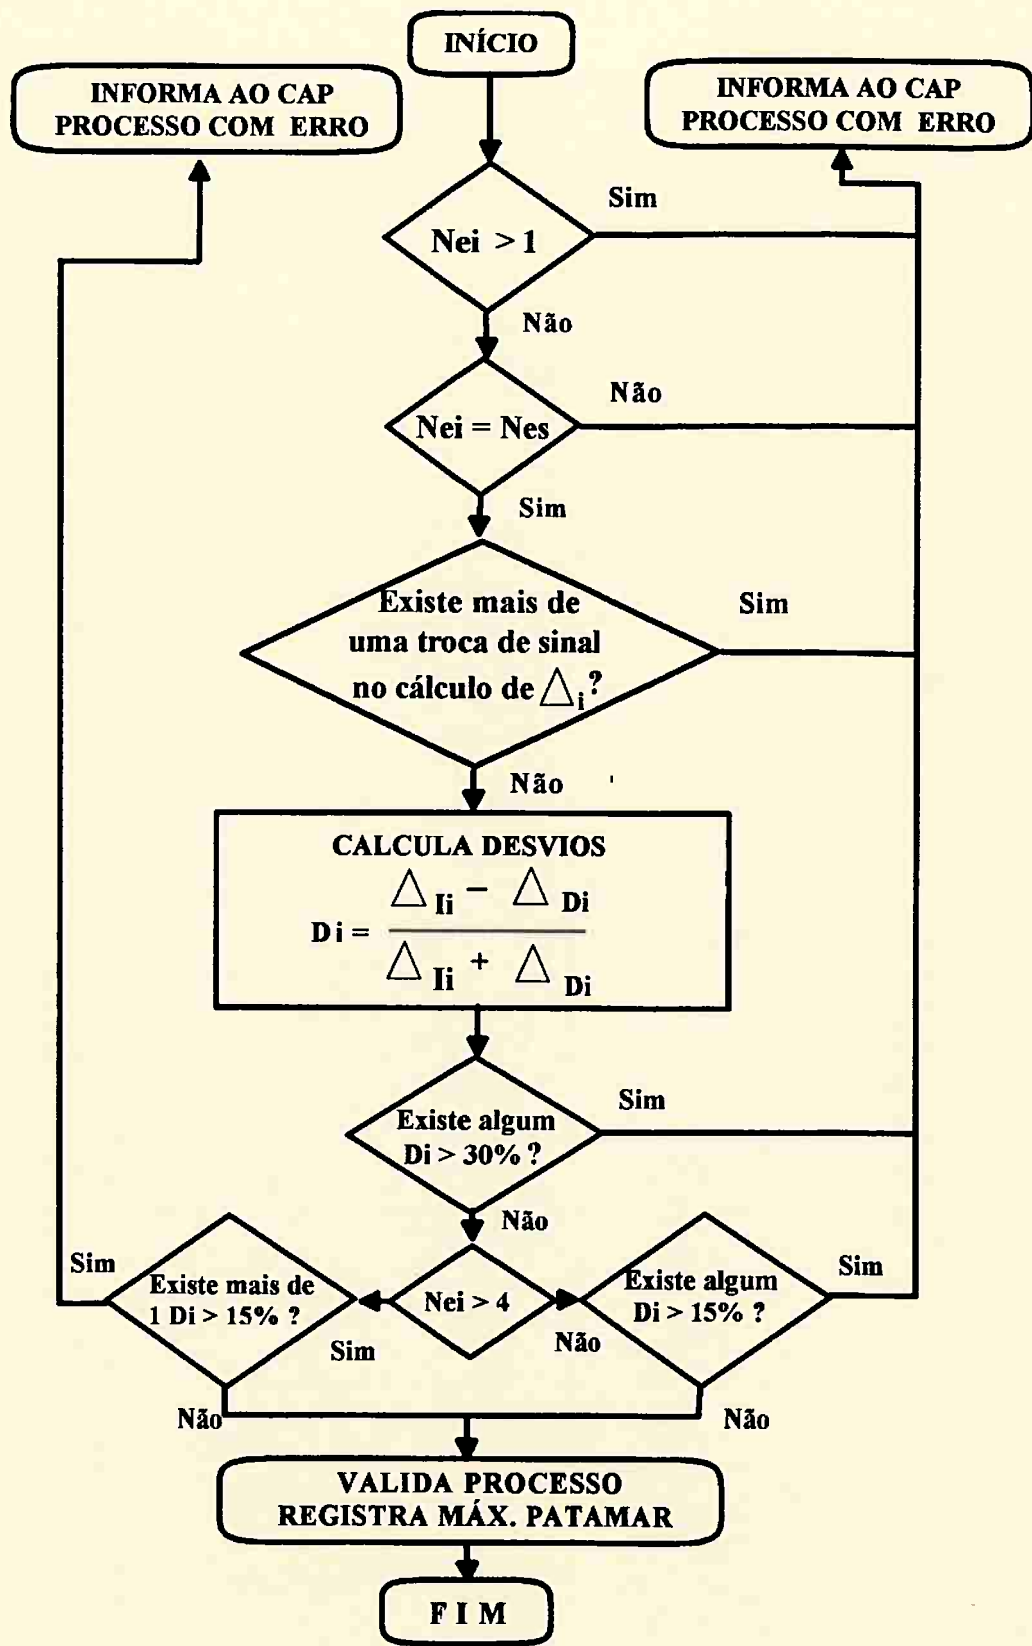 INÍCIO
INFORMA AO CAP
PROCESSO COM ERRO
INFORMA AO CAP
PROCESSO COM ERRO
Nei > 1
Sim
Não
Nei = Nes
Não
Sim
Existe mais de
uma troca de sinal
no cálculo de △i?
Sim
Não
CALCULA DESVIOS
Di = (△Ii − △Di) / (△Ii + △Di)
Existe algum
Di > 30% ?
Sim
Não
Nei > 4
Sim
Não
Existe mais de
1 Di > 15% ?
Sim
Não
Existe algum
Di > 15% ?
Sim
Não
VALIDA PROCESSO
REGISTRA MÁX. PATAMAR
FIM